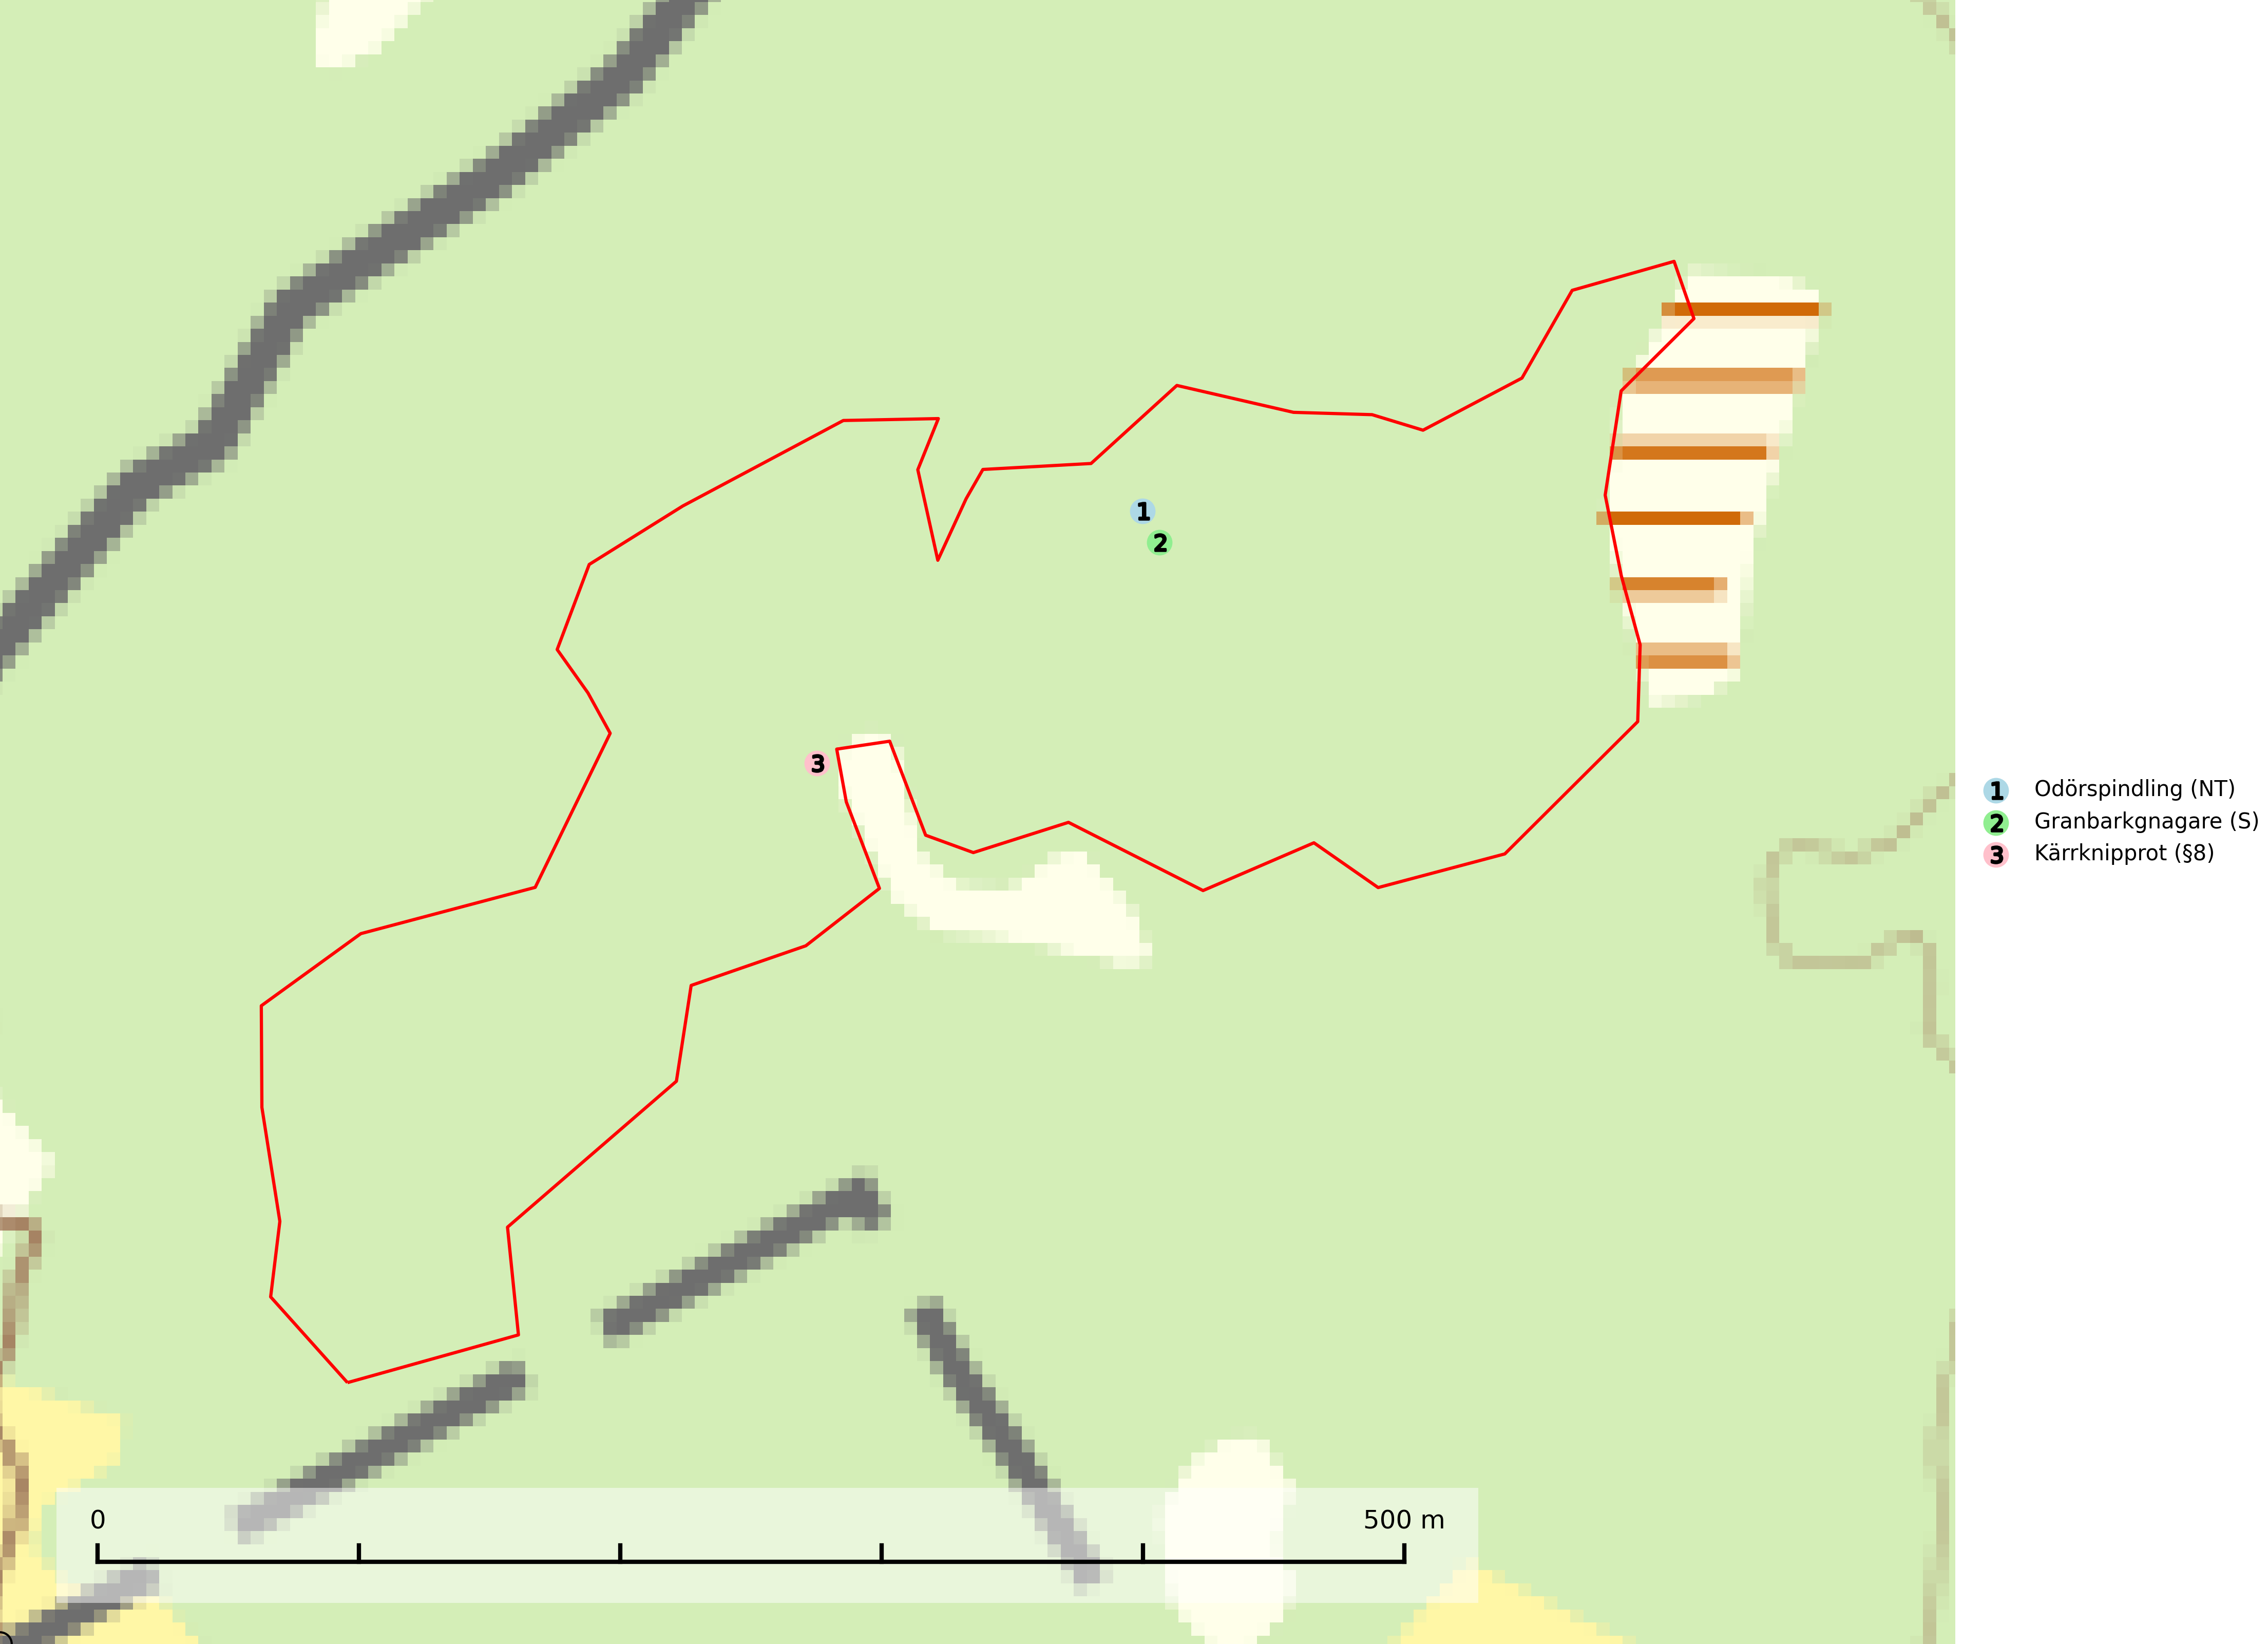 1
2
3
1 Odörspindling (NT)
2 Granbarkgnagare (S)
3 Kärrknipprot (§8)
0 500 m